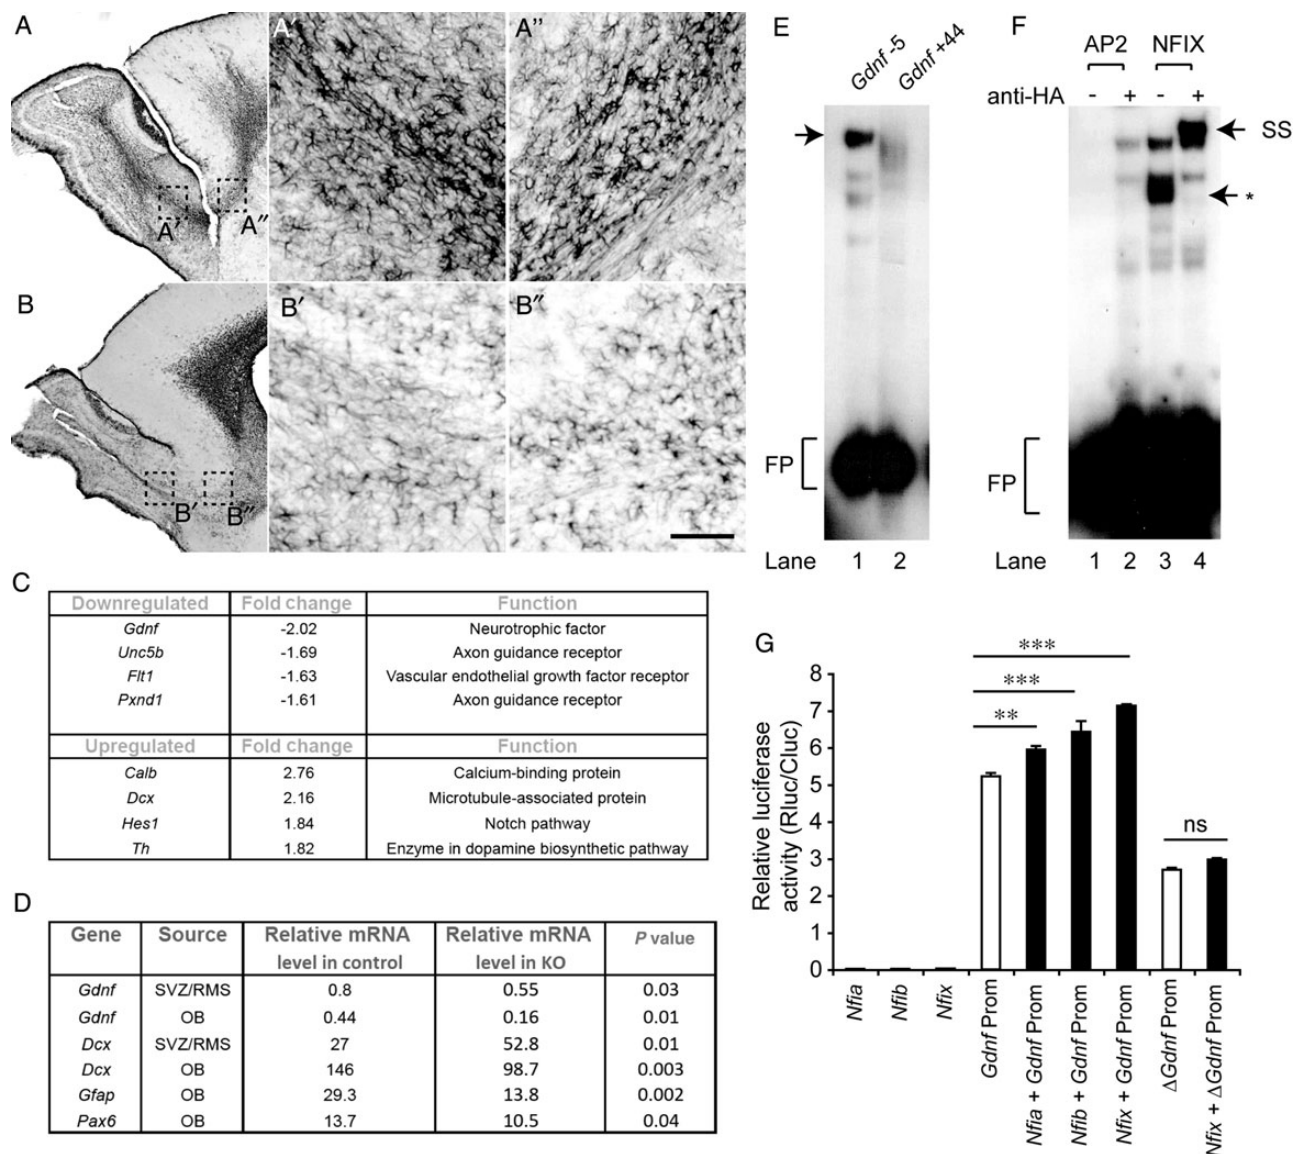 A
A′
A″
A′
A″
B
B′
B″
B′
B″
C
Downregulated Fold change Function
Gdnf -2.02 Neurotrophic factor
Unc5b -1.69 Axon guidance receptor
Flt1 -1.63 Vascular endothelial growth factor receptor
Pxnd1 -1.61 Axon guidance receptor
Upregulated Fold change Function
Calb 2.76 Calcium-binding protein
Dcx 2.16 Microtubule-associated protein
Hes1 1.84 Notch pathway
Th 1.82 Enzyme in dopamine biosynthetic pathway
D
Gene Source Relative mRNA Relative mRNA P value
level in control level in KO
Gdnf SVZ/RMS 0.8 0.55 0.03
Gdnf OB 0.44 0.16 0.01
Dcx SVZ/RMS 27 52.8 0.01
Dcx OB 146 98.7 0.003
Gfap OB 29.3 13.8 0.002
Pax6 OB 13.7 10.5 0.04
E
Gdnf -5
Gdnf +44
FP
Lane 1 2
F
AP2 NFIX
anti-HA - + - +
SS
*
FP
Lane 1 2 3 4
G
***
***
**
ns
8
7
6
5
4
3
2
1
0
Relative luciferase
activity (Rluc/Cluc)
Nfia
Nfib
Nfix
Gdnf Prom
Nfia + Gdnf Prom
Nfib + Gdnf Prom
Nfix + Gdnf Prom
ΔGdnf Prom
Nfix + ΔGdnf Prom